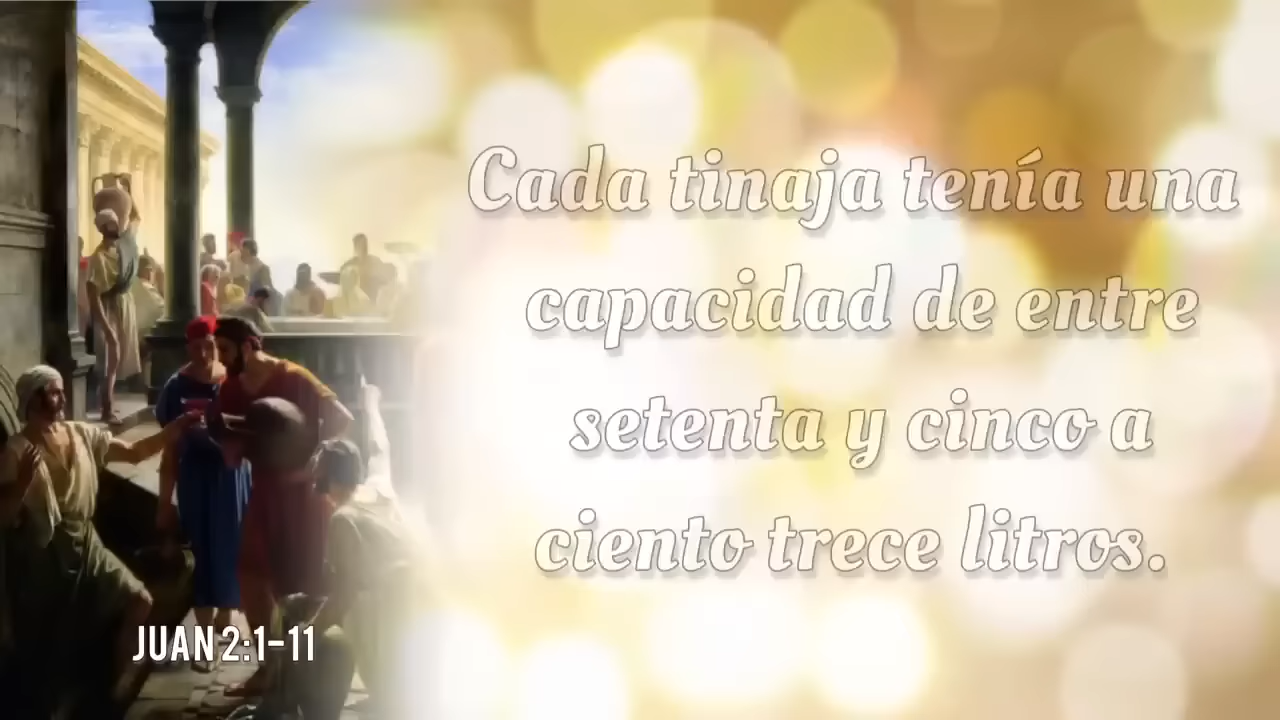 Cada tinaja tenía una
capacidad de entre
setenta y cinco a
ciento trece litros.
JUAN 2:1-11